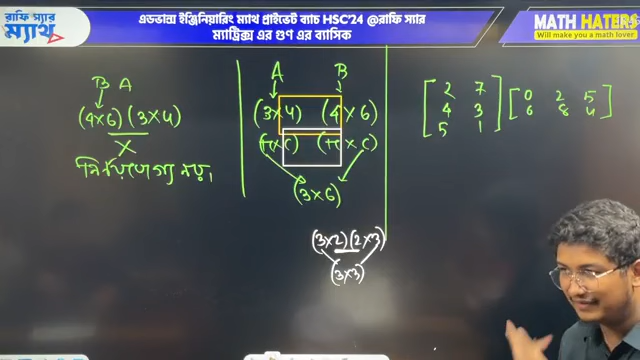 রাফি স্যার
ম্যাথ
এডভান্স ইঞ্জিনিয়ারিং ম্যাথ প্রাইভেট ব্যাচ HSC'24 @রাফি স্যার
ম্যাট্রিক্স এর গুণ এর ব্যাসিক
MATH HATERS
Will make you a math lover
B A
(4×6) (3×4)
×
নির্ণয়যোগ্য নয়।
A B
(3×4) (4×6)
(r×c) (r×c)
(3×6)
(3×2)(2×3)
(3×3)
2 7 0 2 5
4 3 6 8 4
5 1